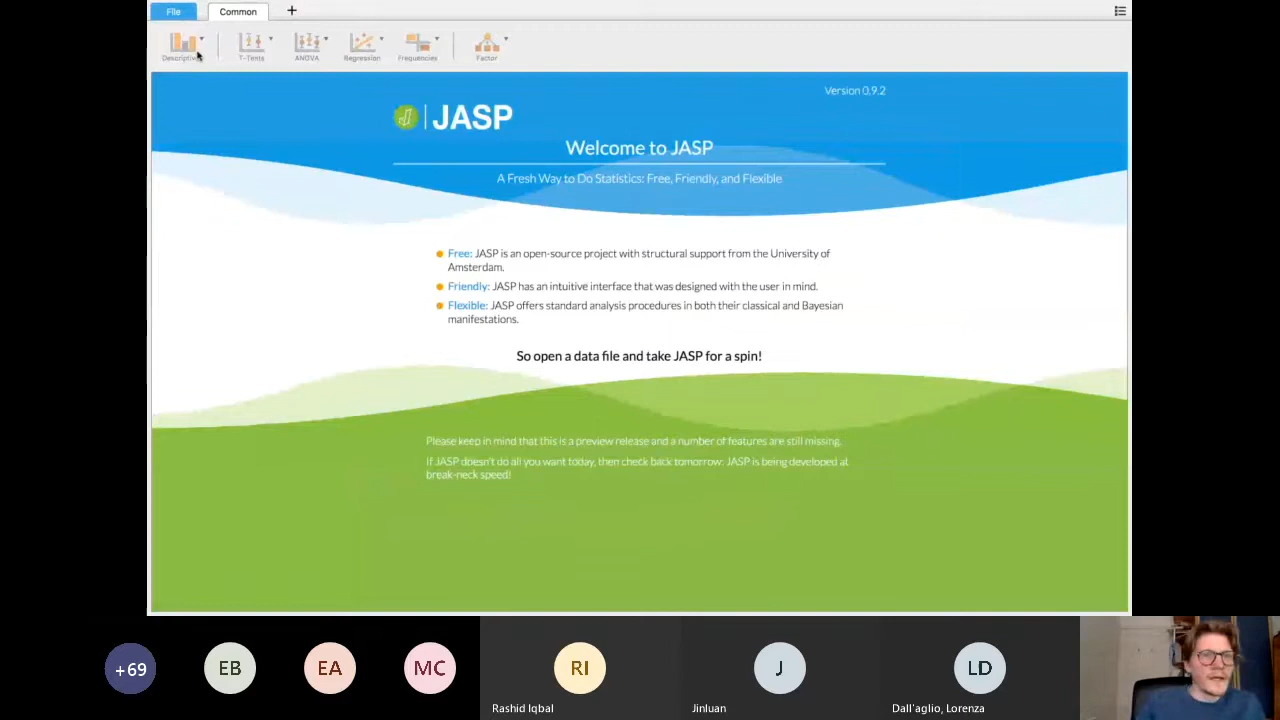 File
Common
+
Descriptives
T-Tests
ANOVA
Regression
Frequencies
Factor
Version 0.9.2
JASP
Welcome to JASP
A Fresh Way to Do Statistics: Free, Friendly, and Flexible
Free: JASP is an open-source project with structural support from the University of
Amsterdam.
Friendly: JASP has an intuitive interface that was designed with the user in mind.
Flexible: JASP offers standard analysis procedures in both their classical and Bayesian
manifestations.
So open a data file and take JASP for a spin!
Please keep in mind that this is a preview release and a number of features are still missing.
If JASP doesn't do all you want today, then check back tomorrow: JASP is being developed at
break-neck speed!
+69
EB
EA
MC
RI
J
LD
Rashid Iqbal
Jinluan
Dall'aglio, Lorenza